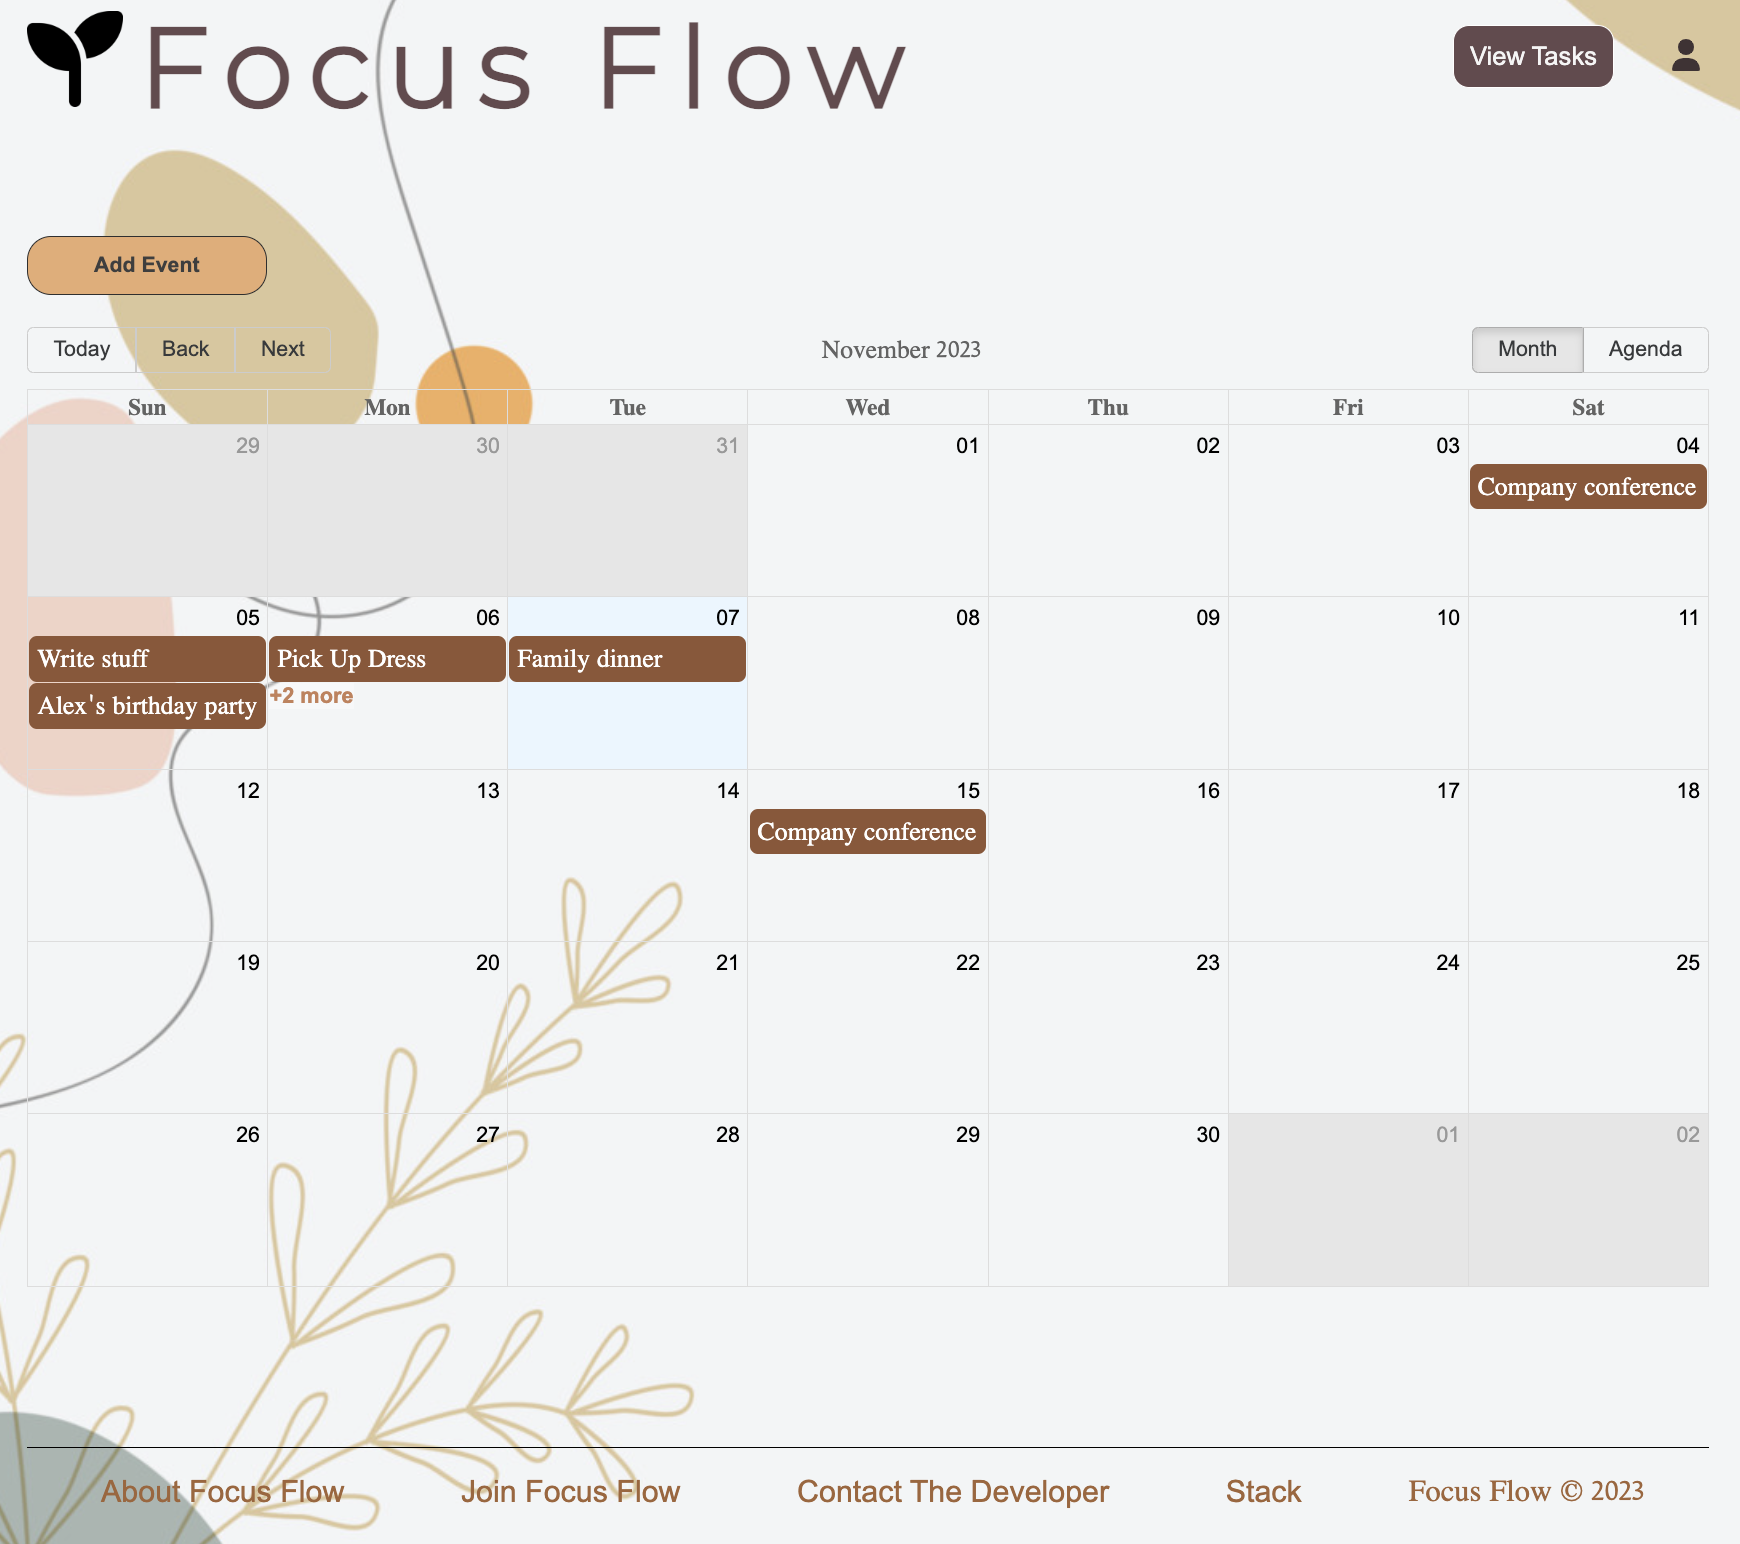 Focus Flow
View Tasks
Add Event
Today Back Next
November 2023
Month Agenda
Sun Mon Tue Wed Thu Fri Sat
29 30 31 01 02 03 04
Company conference
05 06 07 08 09 10 11
Write stuff Pick Up Dress Family dinner
Alex's birthday party +2 more
12 13 14 15 16 17 18
Company conference
19 20 21 22 23 24 25
26 27 28 29 30 01 02
About Focus Flow Join Focus Flow Contact The Developer Stack Focus Flow © 2023